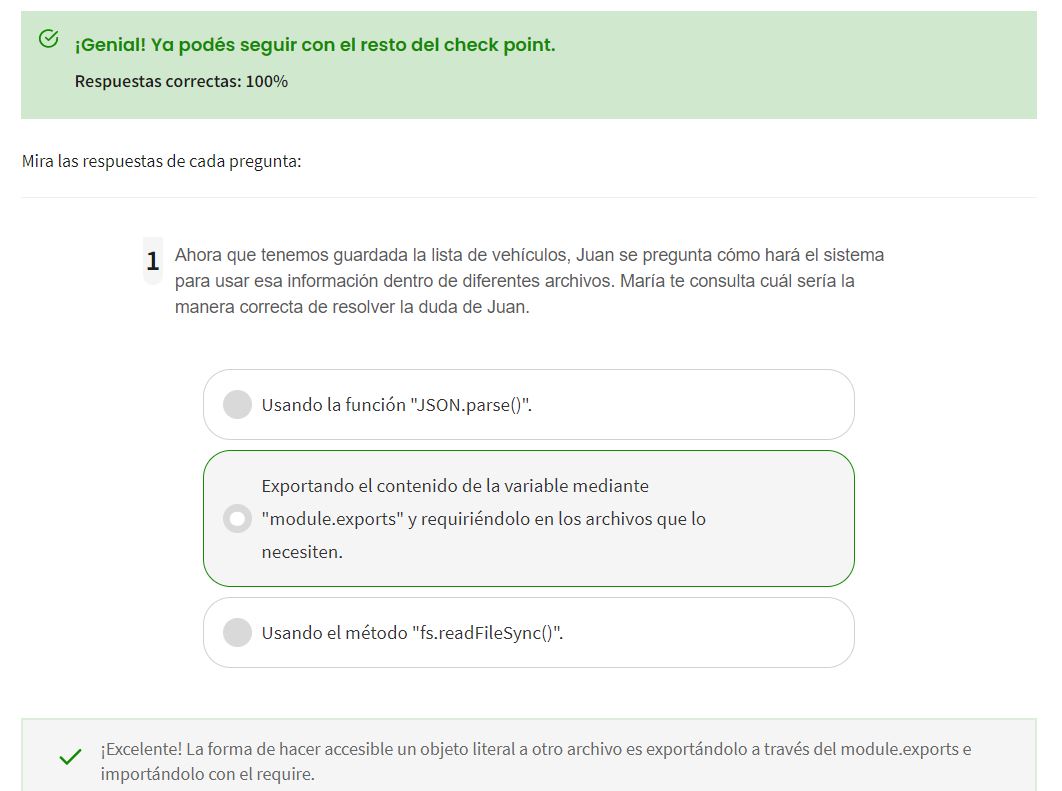 ¡Genial! Ya podés seguir con el resto del check point.
Respuestas correctas: 100%
Mira las respuestas de cada pregunta:
1
Ahora que tenemos guardada la lista de vehículos, Juan se pregunta cómo hará el sistema
para usar esa información dentro de diferentes archivos. María te consulta cuál sería la
manera correcta de resolver la duda de Juan.
Usando la función "JSON.parse()".
Exportando el contenido de la variable mediante
"module.exports" y requiriéndolo en los archivos que lo
necesiten.
Usando el método "fs.readFileSync()".
¡Excelente! La forma de hacer accesible un objeto literal a otro archivo es exportándolo a través del module.exports e
importándolo con el require.